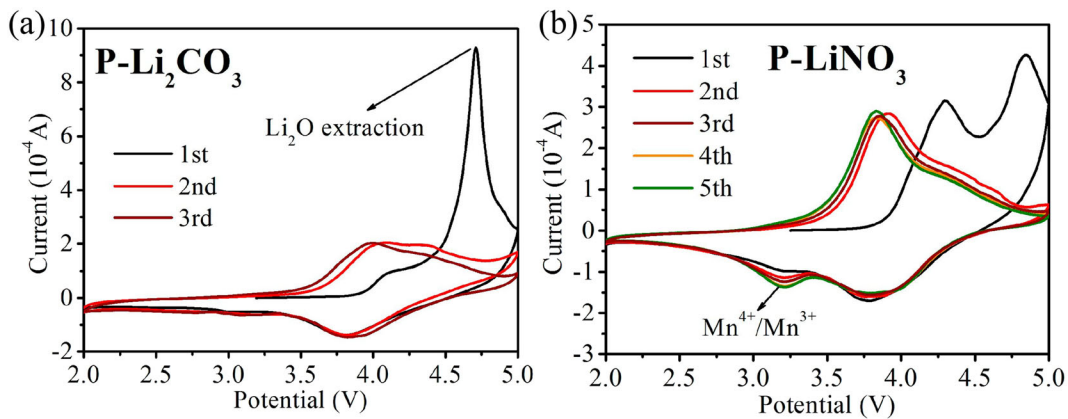 (a)
P-Li₂CO₃
Li₂O extraction
1st
2nd
3rd
Current (10⁻⁴ A)
10
8
6
4
2
0
-2
2.0 2.5 3.0 3.5 4.0 4.5 5.0
Potential (V)
(b)
P-LiNO₃
1st
2nd
3rd
4th
5th
Mn⁴⁺/Mn³⁺
Current (10⁻⁴ A)
5
4
3
2
1
0
-1
-2
-3
2.0 2.5 3.0 3.5 4.0 4.5 5.0
Potential (V)